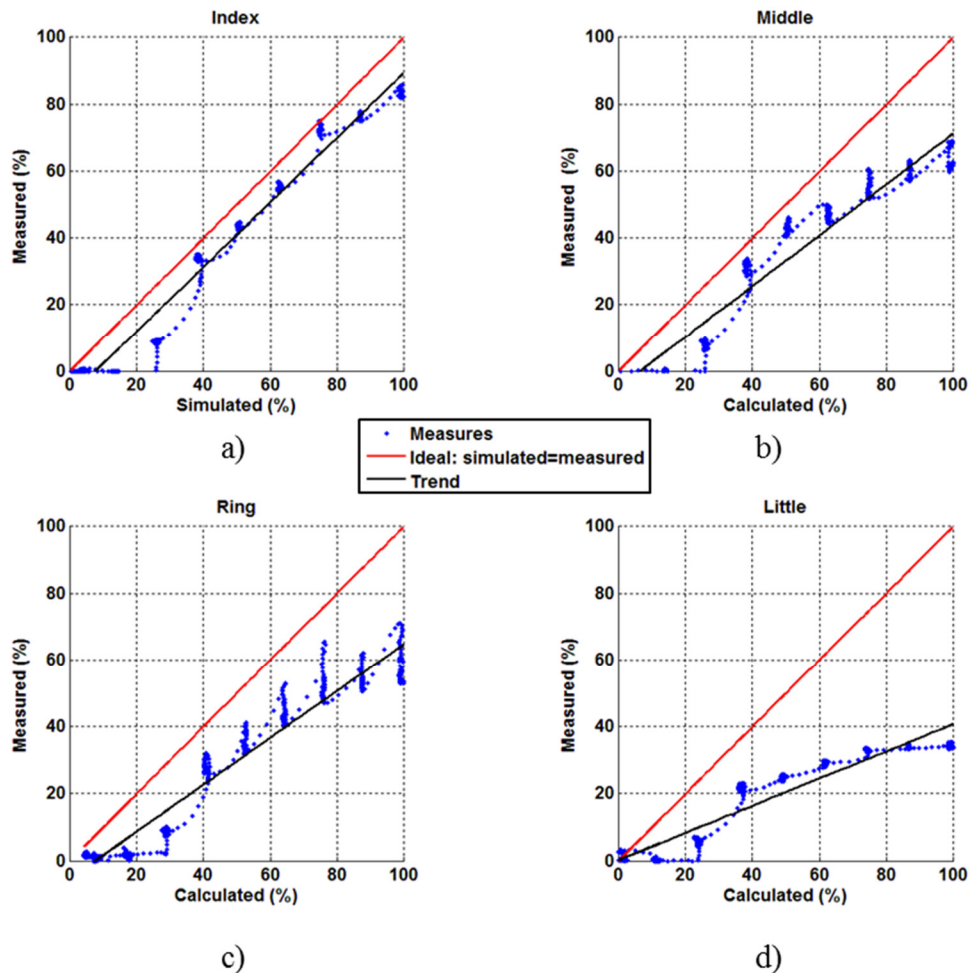 Index
Middle
100
80
60
40
20
0
Measured (%)
0 20 40 60 80 100
Simulated (%)
a)
100
80
60
40
20
0
Measured (%)
0 20 40 60 80 100
Calculated (%)
b)
Measures
Ideal: simulated=measured
Trend
Ring
Little
100
80
60
40
20
0
Measured (%)
0 20 40 60 80 100
Calculated (%)
c)
100
80
60
40
20
0
Measured (%)
0 20 40 60 80 100
Calculated (%)
d)